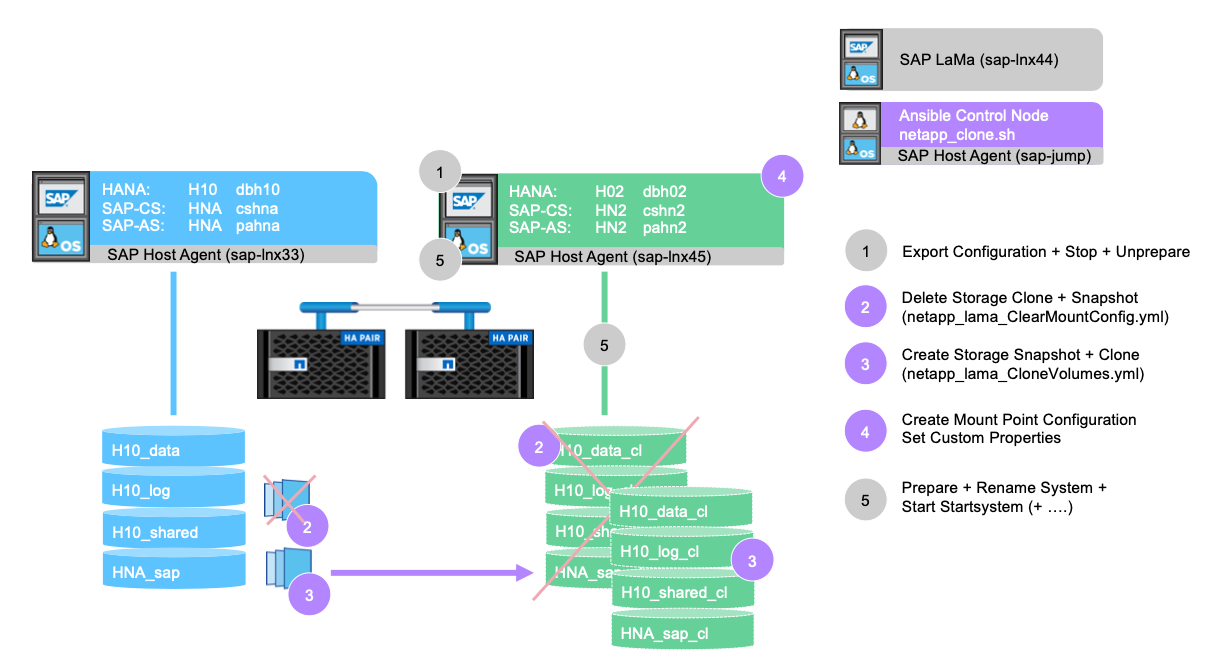 SAP
OS
SAP LaMa (sap-lnx44)
OS
Ansible Control Node
netapp_clone.sh
SAP Host Agent (sap-jump)
SAP
OS
HANA: H10 dbh10
SAP-CS: HNA cshna
SAP-AS: HNA pahna
SAP Host Agent (sap-lnx33)
1
SAP
OS
5
HANA: H02 dbh02
SAP-CS: HN2 cshn2
SAP-AS: HN2 pahn2
SAP Host Agent (sap-lnx45)
4
HA PAIR
HA PAIR
5
1
Export Configuration + Stop + Unprepare
2
Delete Storage Clone + Snapshot
(netapp_lama_ClearMountConfig.yml)
3
Create Storage Snapshot + Clone
(netapp_lama_CloneVolumes.yml)
4
Create Mount Point Configuration
Set Custom Properties
5
Prepare + Rename System +
Start Startsystem (+ ….)
H10_data
H10_log
H10_shared
HNA_sap
2
3
2
H10_data_cl
H10_log
H10_sha
HNA_sa
H10_data_cl
H10_log_cl
H10_shared_cl
HNA_sap_cl
3